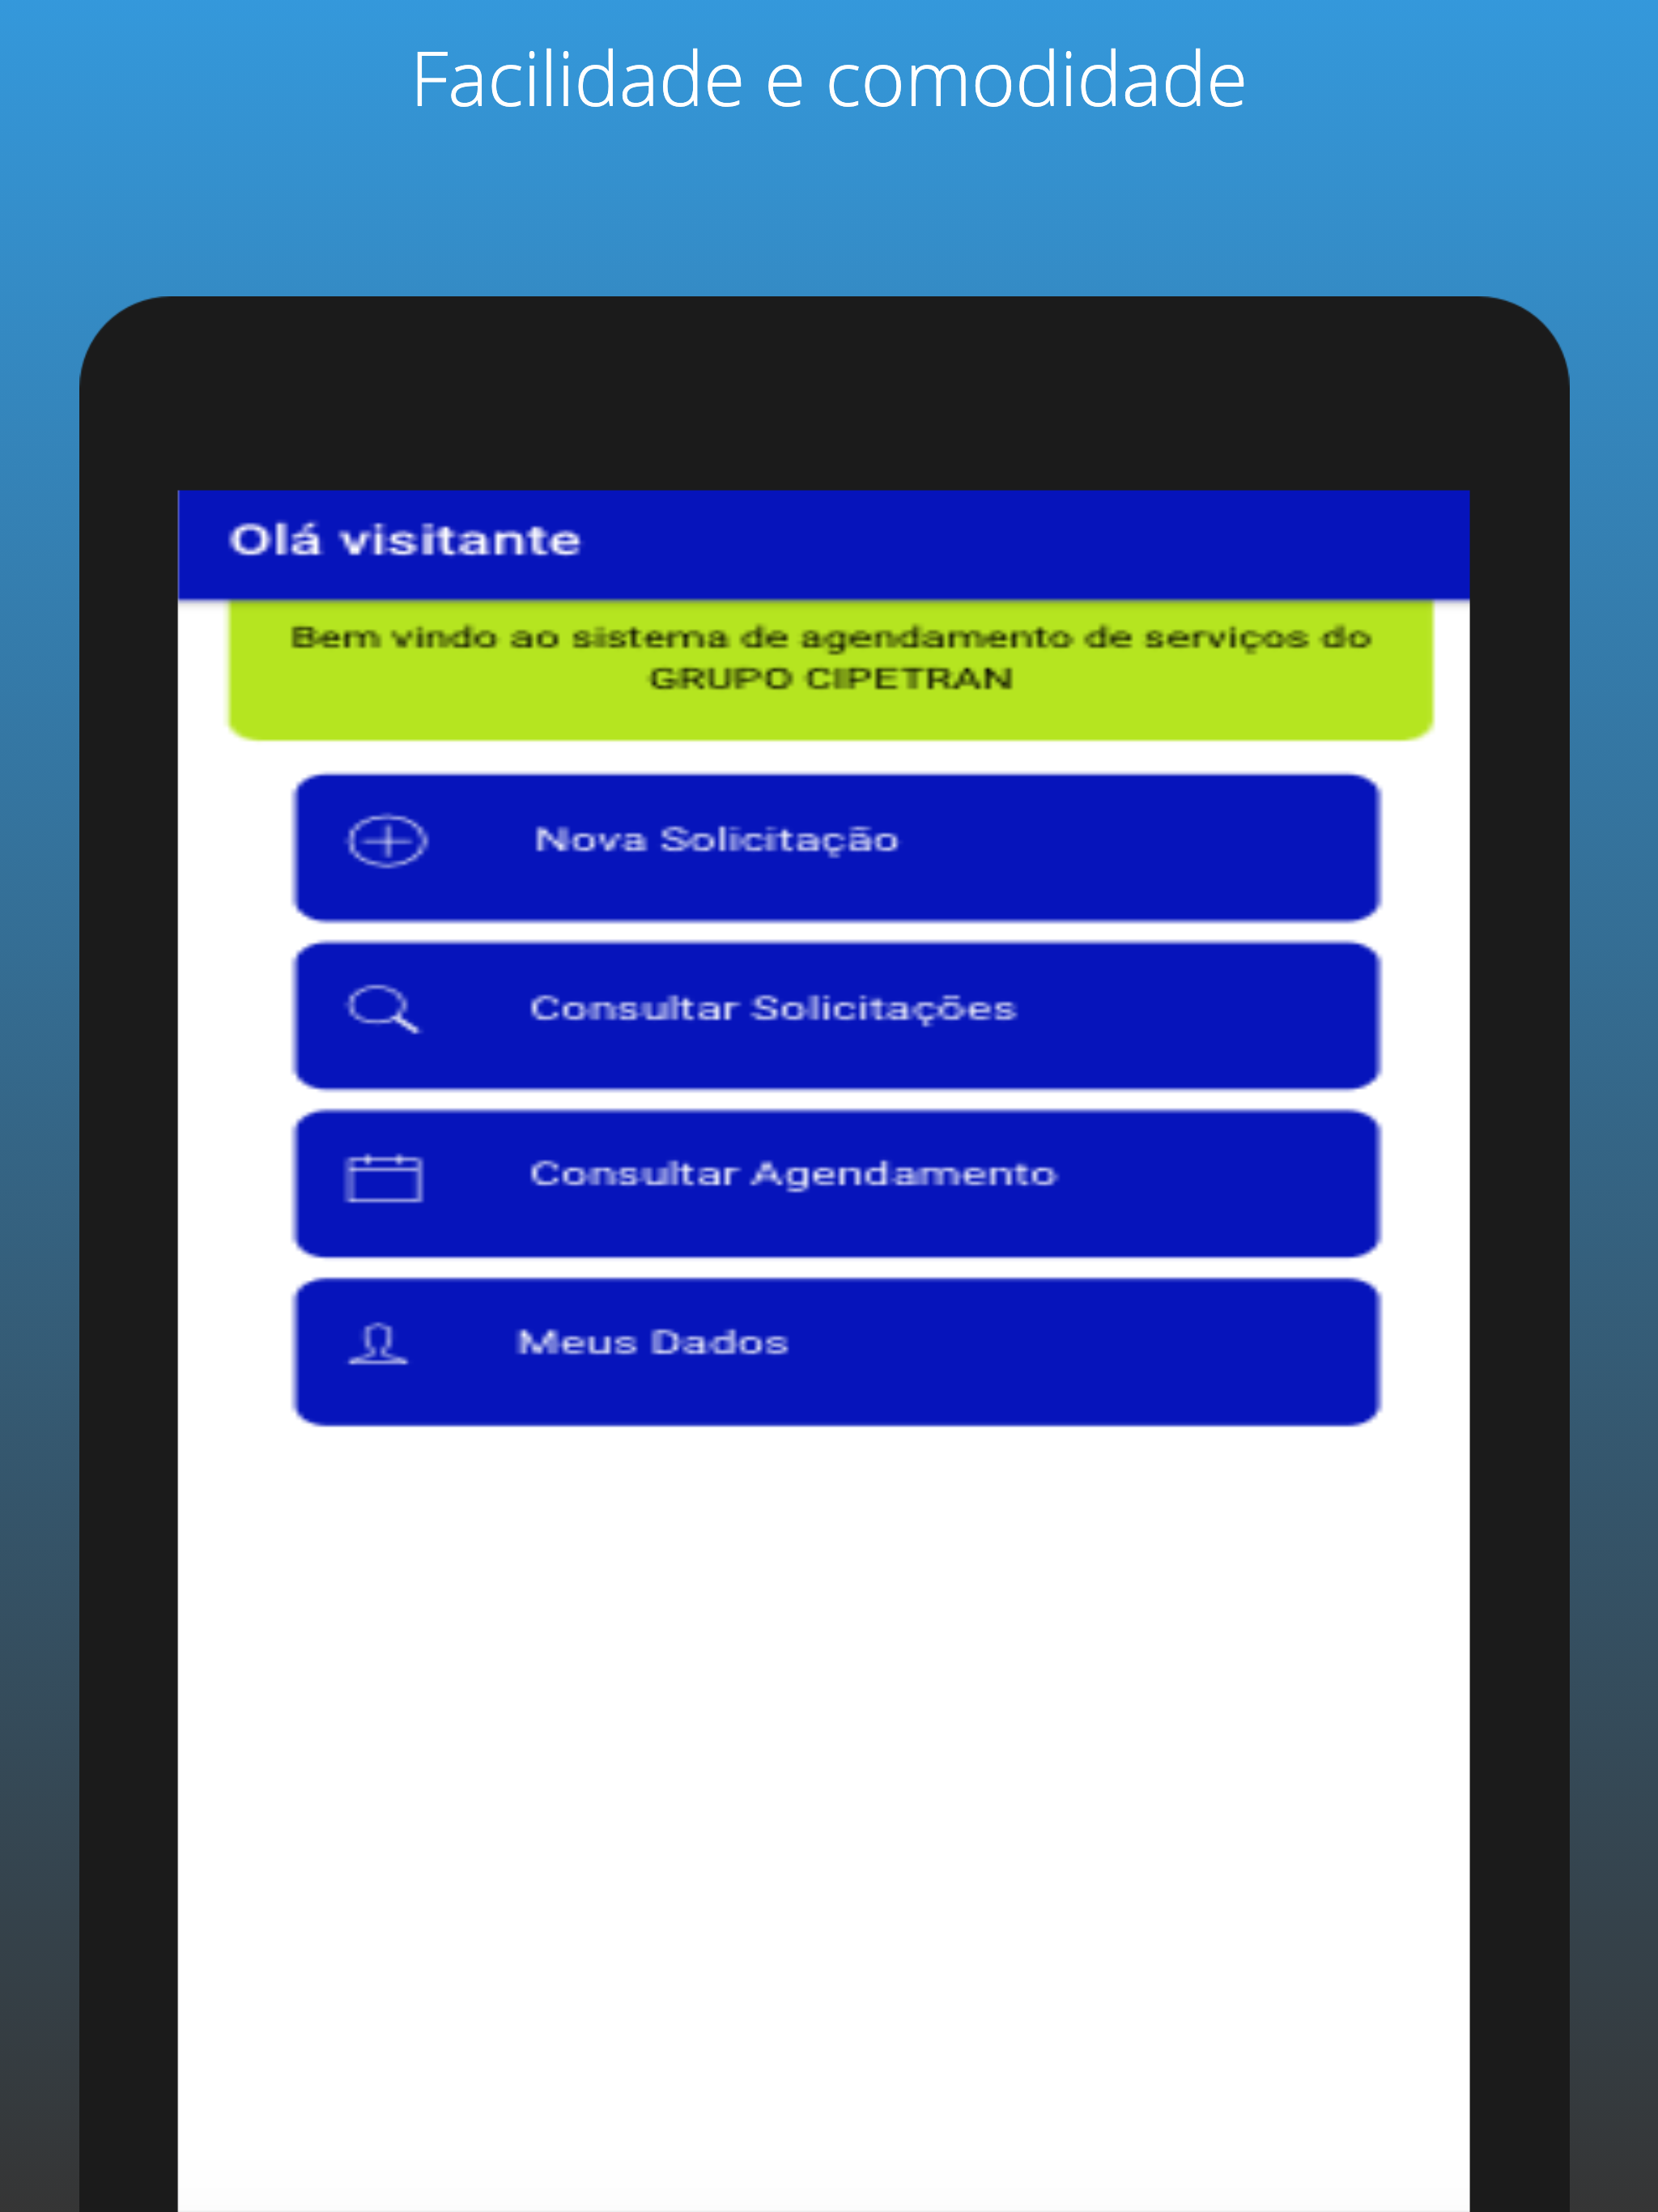 Facilidade e comodidade
Olá visitante
Bem vindo ao sistema de agendamento de serviços do
GRUPO CIPETRAN
Nova Solicitação
Consultar Solicitações
Consultar Agendamento
Meus Dados